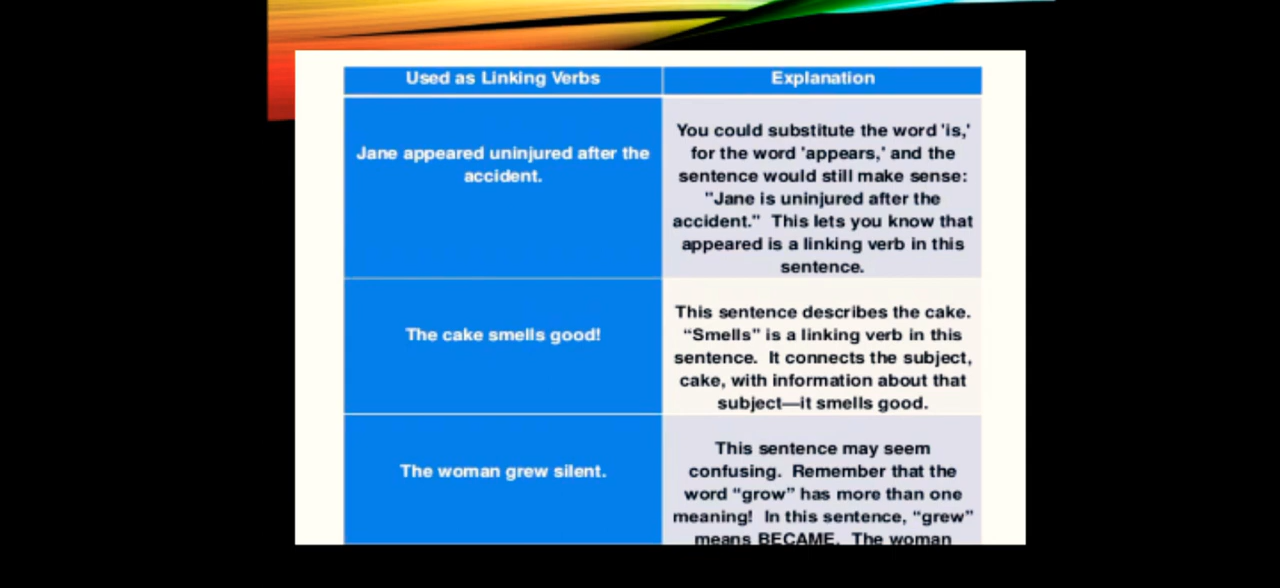 Used as Linking Verbs
Explanation
Jane appeared uninjured after the
accident.
You could substitute the word 'is,'
for the word 'appears,' and the
sentence would still make sense:
"Jane is uninjured after the
accident."  This lets you know that
appeared is a linking verb in this
sentence.
The cake smells good!
This sentence describes the cake.
“Smells” is a linking verb in this
sentence.  It connects the subject,
cake, with information about that
subject—it smells good.
The woman grew silent.
This sentence may seem
confusing.  Remember that the
word “grow” has more than one
meaning!  In this sentence, “grew”
means BECAME.  The woman